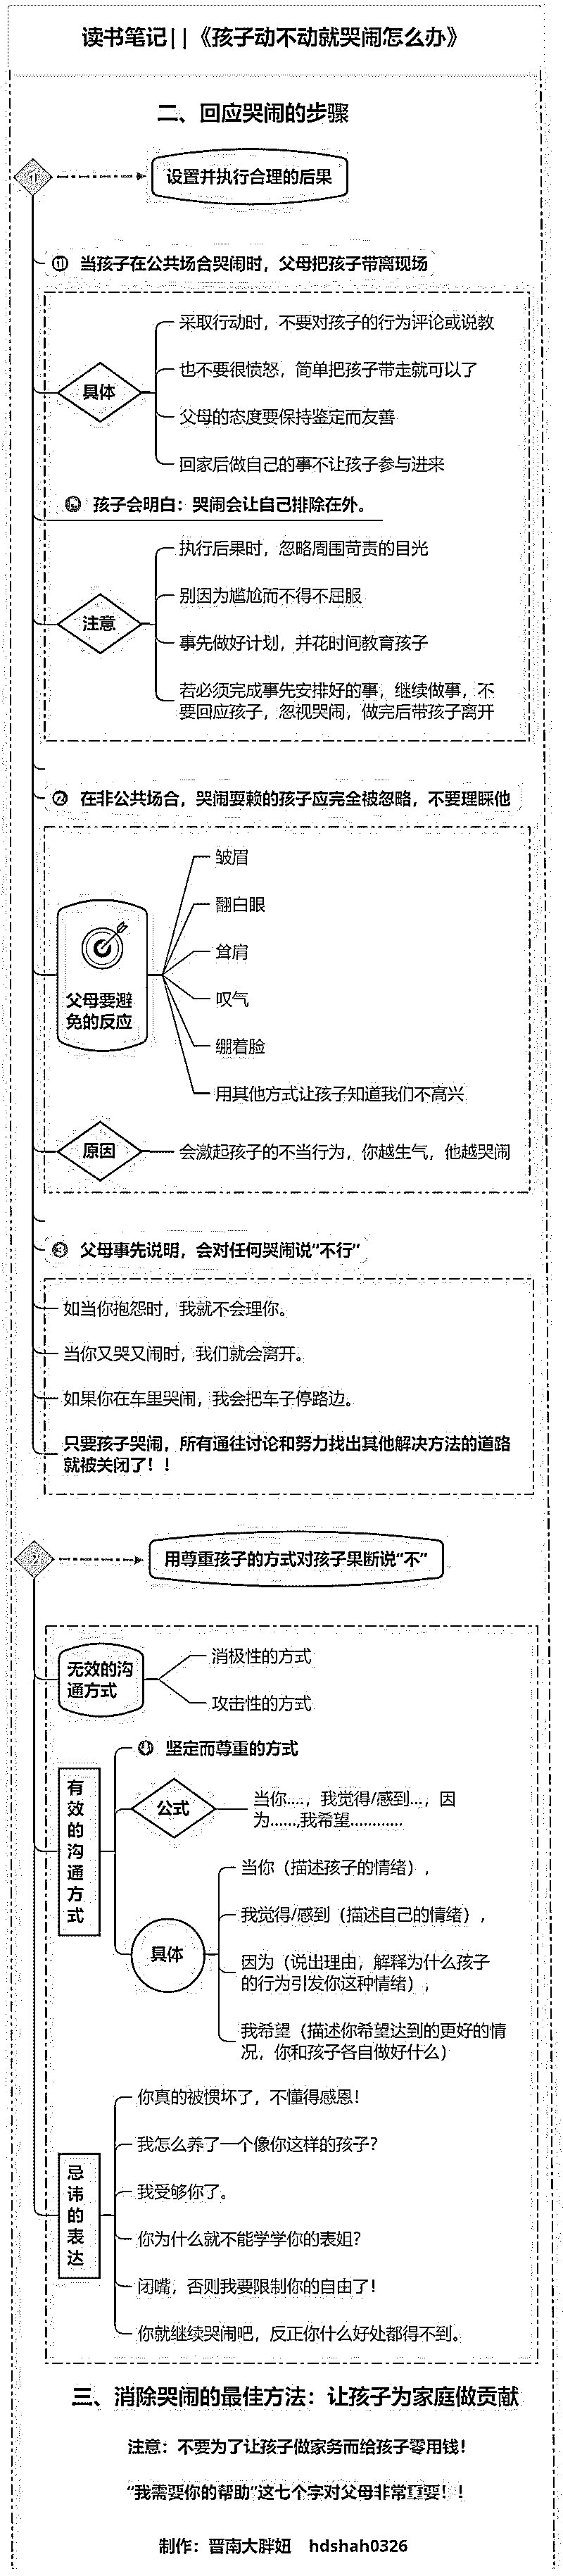 读书笔记||《孩子动不动就哭闹怎么办》
二、回应哭闹的步骤
1
设置并执行合理的后果
① 当孩子在公共场合哭闹时，父母把孩子带离现场
采取行动时，不要对孩子的行为评论或说教
也不要很愤怒，简单把孩子带走就可以了
具体
父母的态度要保持鉴定而友善
回家后做自己的事不让孩子参与进来
孩子会明白：哭闹会让自己排除在外。
执行后果时，忽略周围苛责的目光
别因为尴尬而不得不屈服
注意
事先做好计划，并花时间教育孩子
若必须完成事先安排好的事，继续做事，不
要回应孩子，忽视哭闹，做完后带孩子离开
② 在非公共场合，哭闹耍赖的孩子应完全被忽略，不要理睬他
皱眉
翻白眼
耸肩
父母要避
免的反应
叹气
绷着脸
用其他方式让孩子知道我们不高兴
原因
会激起孩子的不当行为，你越生气，他越哭闹
③ 父母事先说明，会对任何哭闹说“不行”
如当你抱怨时，我就不会理你。
当你又哭又闹时，我们就会离开。
如果你在车里哭闹，我会把车子停路边。
只要孩子哭闹，所有通往讨论和努力找出其他解决方法的道路
就被关闭了！！
2
用尊重孩子的方式对孩子果断说“不”
无效的沟
通方式
消极性的方式
攻击性的方式
有效的沟通方式
坚定而尊重的方式
公式
当你....，我觉得/感到...，因
为......,我希望............
当你（描述孩子的情绪），
我觉得/感到（描述自己的情绪），
具体
因为（说出理由，解释为什么孩子
的行为引发你这种情绪），
我希望（描述你希望达到的更好的情
况，你和孩子各自做好什么）
忌讳的表达
你真的被惯坏了，不懂得感恩！
我怎么养了一个像你这样的孩子？
我受够你了。
你为什么就不能学学你的表姐？
闭嘴，否则我要限制你的自由了！
你就继续哭闹吧，反正你什么好处都得不到。
三、消除哭闹的最佳方法：让孩子为家庭做贡献
注意：不要为了让孩子做家务而给孩子零用钱！
“我需要你的帮助”这七个字对父母非常重要！！
制作：晋南大胖妞 hdshah0326